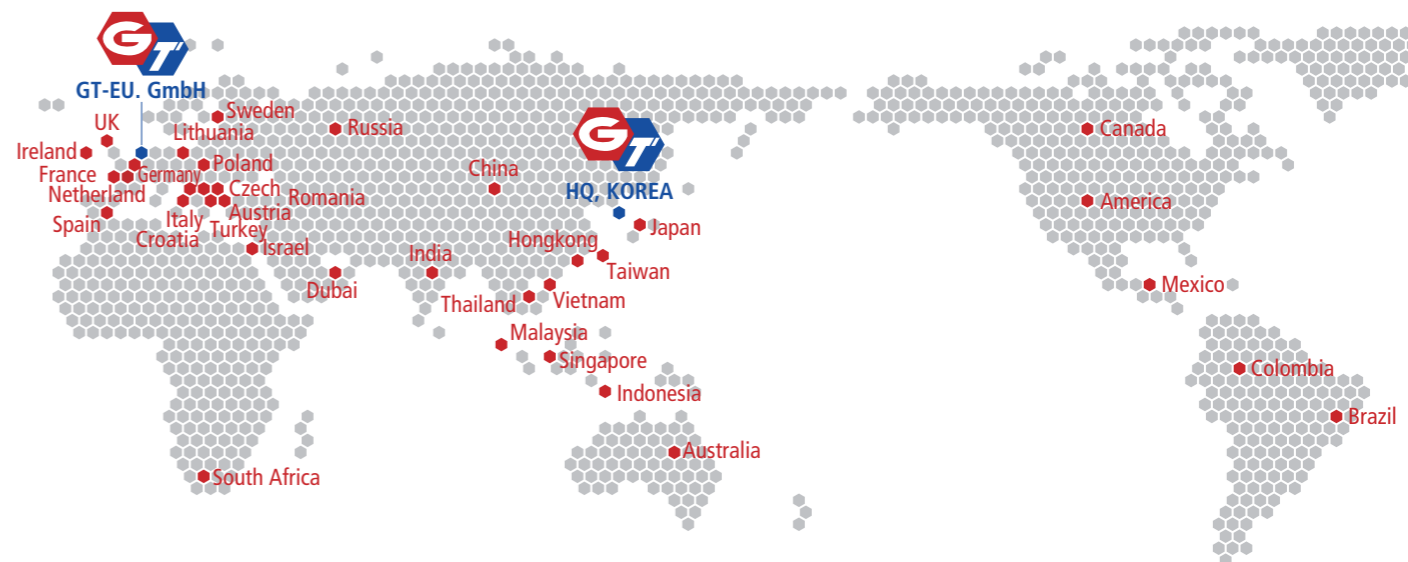 GT
GT-EU. GmbH
UK
Sweden
Lithuania
Russia
Ireland
France
Germany
Poland
Netherland
Czech
Romania
Spain
Italy
Austria
Croatia
Turkey
Israel
Dubai
China
India
GT
HQ, KOREA
Japan
Hongkong
Taiwan
Thailand
Vietnam
Malaysia
Singapore
Indonesia
Australia
South Africa
Canada
America
Mexico
Colombia
Brazil